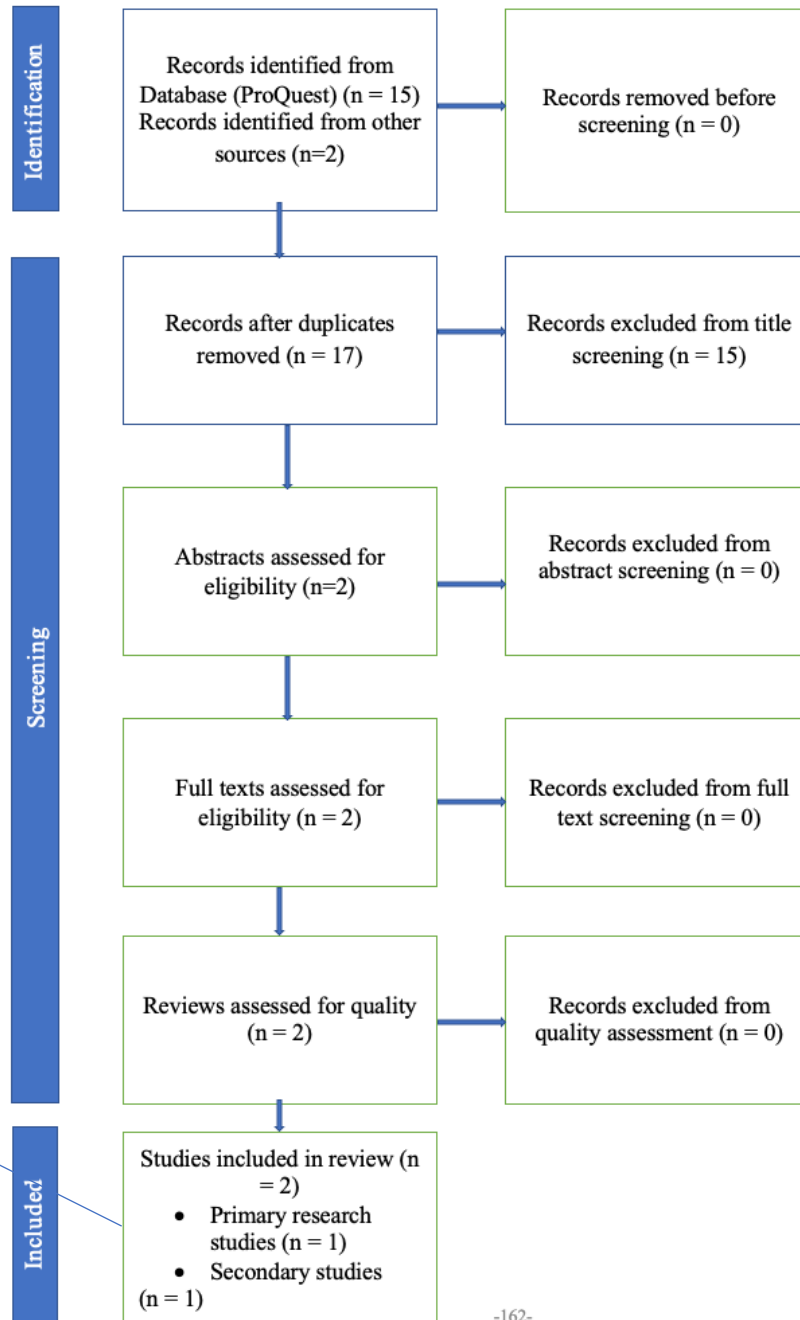 Identification
Records identified from
Database (ProQuest) (n = 15)
Records identified from other
sources (n=2)
Records removed before
screening (n = 0)
Screening
Records after duplicates
removed (n = 17)
Records excluded from title
screening (n = 15)
Abstracts assessed for
eligibility (n=2)
Records excluded from
abstract screening (n = 0)
Full texts assessed for
eligibility (n = 2)
Records excluded from full
text screening (n = 0)
Reviews assessed for quality
(n = 2)
Records excluded from
quality assessment (n = 0)
Included
Studies included in review (n
= 2)
• Primary research
studies (n = 1)
• Secondary studies
(n = 1)
-162-